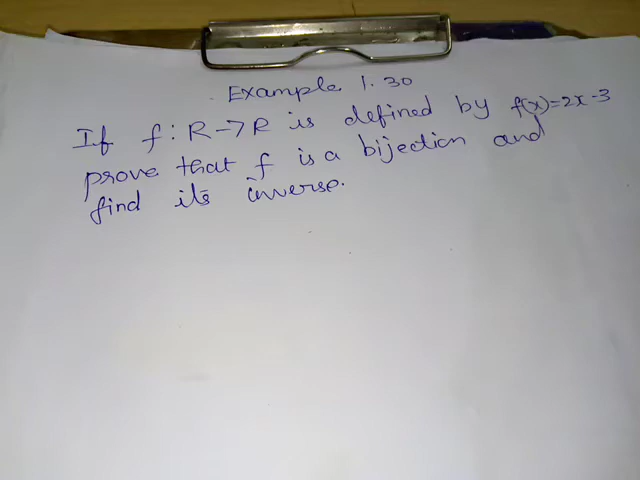 Example 1.30
If f: R→R is defined by f(x)=2x-3
prove that f is a bijection and
find its inverse.